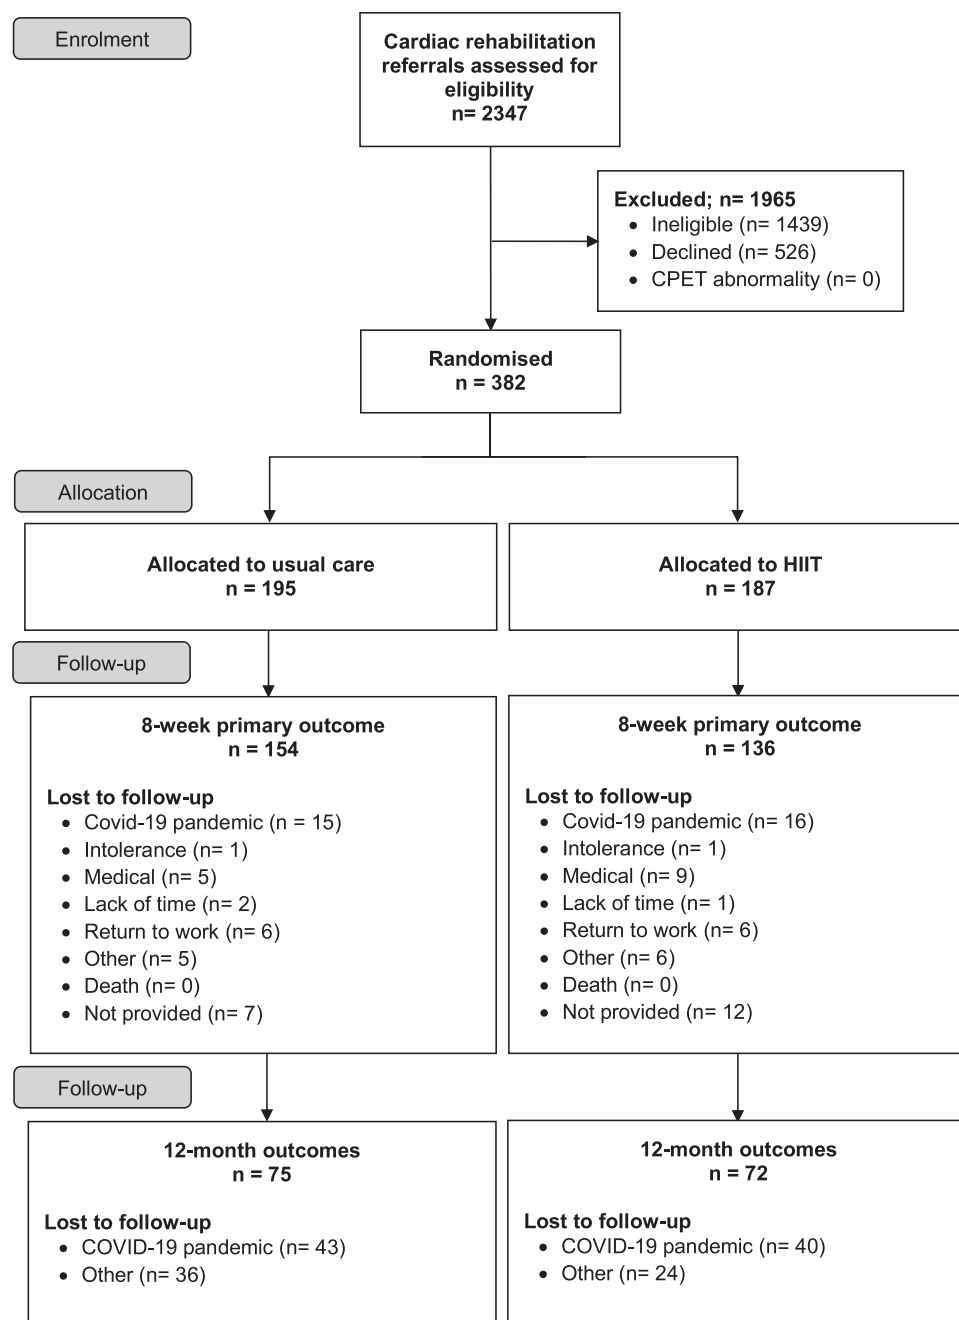 Enrolment
Cardiac rehabilitation
referrals assessed for
eligibility
n= 2347
Excluded; n= 1965
• Ineligible (n= 1439)
• Declined (n= 526)
• CPET abnormality (n= 0)
Randomised
n = 382
Allocation
Allocated to usual care
n = 195
Allocated to HIIT
n = 187
Follow-up
8-week primary outcome
n = 154
Lost to follow-up
• Covid-19 pandemic (n = 15)
• Intolerance (n= 1)
• Medical (n= 5)
• Lack of time (n= 2)
• Return to work (n= 6)
• Other (n= 5)
• Death (n= 0)
• Not provided (n= 7)
8-week primary outcome
n = 136
Lost to follow-up
• Covid-19 pandemic (n= 16)
• Intolerance (n= 1)
• Medical (n= 9)
• Lack of time (n= 1)
• Return to work (n= 6)
• Other (n= 6)
• Death (n= 0)
• Not provided (n= 12)
Follow-up
12-month outcomes
n = 75
Lost to follow-up
• COVID-19 pandemic (n= 43)
• Other (n= 36)
12-month outcomes
n = 72
Lost to follow-up
• COVID-19 pandemic (n= 40)
• Other (n= 24)